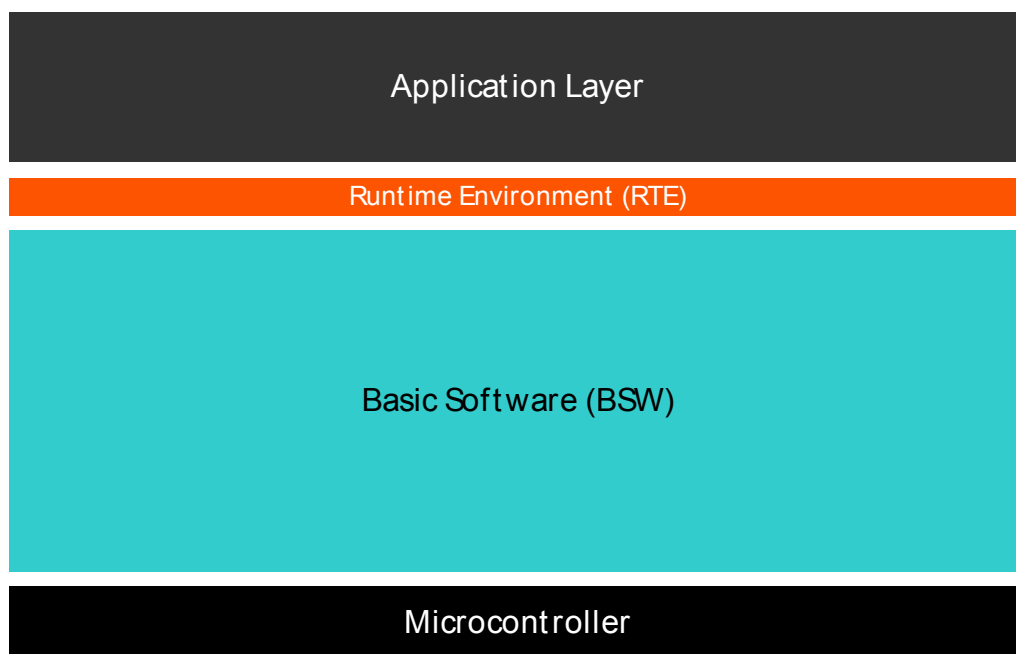 Application Layer
Runtime Environment (RTE)
Basic Software (BSW)
Microcontroller